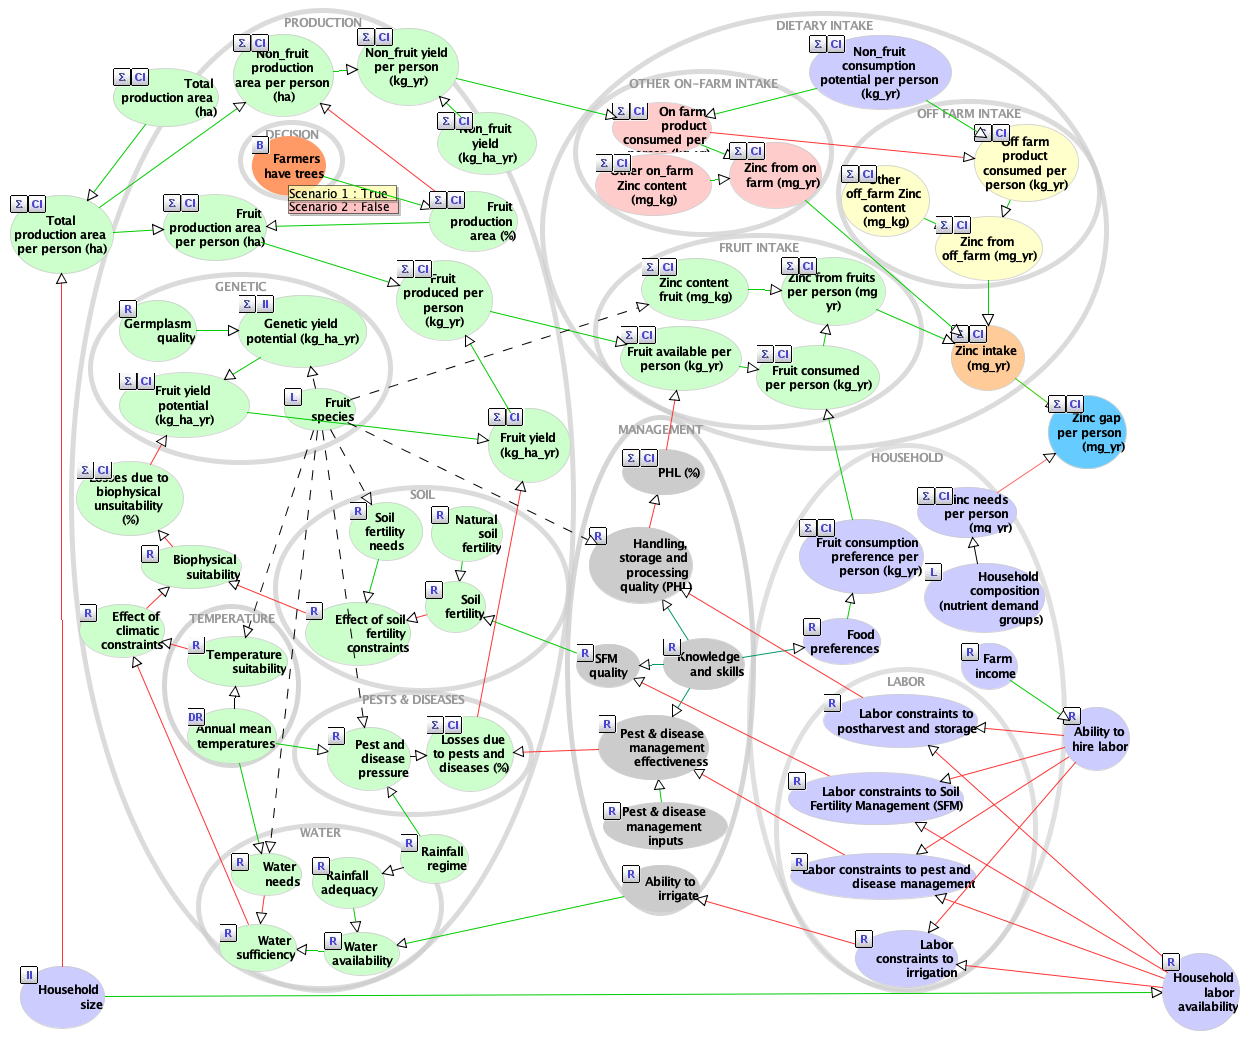 PRODUCTION
Σ CI
Non_fruit
production
area per person
(ha)
Σ CI
Non_fruit yield
per person
(kg_yr)
Σ CI
Total
production area
(ha)
Σ CI
Non_fruit
yield
(kg_ha_yr)
DECISION
B
Farmers
have trees
Scenario 1 : True
Scenario 2 : False
Σ CI
Total
production area
per person (ha)
Σ CI
Fruit
production area
per person (ha)
Σ CI
Fruit
production
area (%)
Σ CI
Fruit
produced per
person
(kg_yr)
GENETIC
R
Germplasm
quality
Σ II
Genetic yield
potential (kg_ha_yr)
Σ CI
Fruit yield
potential
(kg_ha_yr)
L
Fruit
species
Σ CI
Fruit yield
(kg_ha_yr)
Σ CI
Losses due to
biophysical
unsuitability
(%)
R
Biophysical
suitability
R
Effect of
climatic
constraints
SOIL
R
Soil
fertility
needs
R
Natural
soil
fertility
R
Soil
fertility
R
Effect of soil
fertility
constraints
TEMPERATURE
R
Temperature
suitability
DR
Annual mean
temperatures
PESTS & DISEASES
R
Pest and
disease
pressure
Σ CI
Losses due
to pests and
diseases (%)
WATER
R
Water
needs
R
Rainfall
adequacy
R
Rainfall
regime
R
Water
sufficiency
R
Water
availability
II
Household
size
DIETARY INTAKE
Σ CI
Non_fruit
consumption
potential per person
(kg_yr)
OTHER ON-FARM INTAKE
Σ CI
On farm
product
consumed per
person (kg_yr)
Σ CI
Other on_farm
Zinc content
(mg_kg)
Σ CI
Zinc from on
farm (mg_yr)
OFF FARM INTAKE
Σ CI
Off farm
product
consumed per
person (kg_yr)
Σ CI
Other
off_farm Zinc
content
(mg_kg)
Σ CI
Zinc from
off_farm (mg_yr)
FRUIT INTAKE
Σ CI
Zinc content
fruit (mg_kg)
Σ CI
Zinc from fruits
per person (mg
yr)
Σ CI
Fruit available per
person (kg_yr)
Σ CI
Fruit consumed
per person (kg_yr)
Σ CI
Zinc intake
(mg_yr)
Σ CI
Zinc gap
per person
(mg_yr)
MANAGEMENT
Σ CI
PHL (%)
R
Handling,
storage and
processing
quality (PHL)
R
SFM
quality
R
Knowledge
and skills
R
Pest & disease
management
effectiveness
R
Pest & disease
management
inputs
R
Ability to
irrigate
HOUSEHOLD
Σ CI
Zinc needs
per person
(mg_yr)
Σ CI
Fruit consumption
preference per
person (kg_yr)
L
Household
composition
(nutrient demand
groups)
R
Food
preferences
R
Farm
income
LABOR
R
Labor constraints to
postharvest and storage
R
Ability to
hire labor
R
Labor constraints to Soil
Fertility Management (SFM)
R
Labor constraints to pest and
disease management
R
Labor
constraints to
irrigation
R
Household
labor
availability